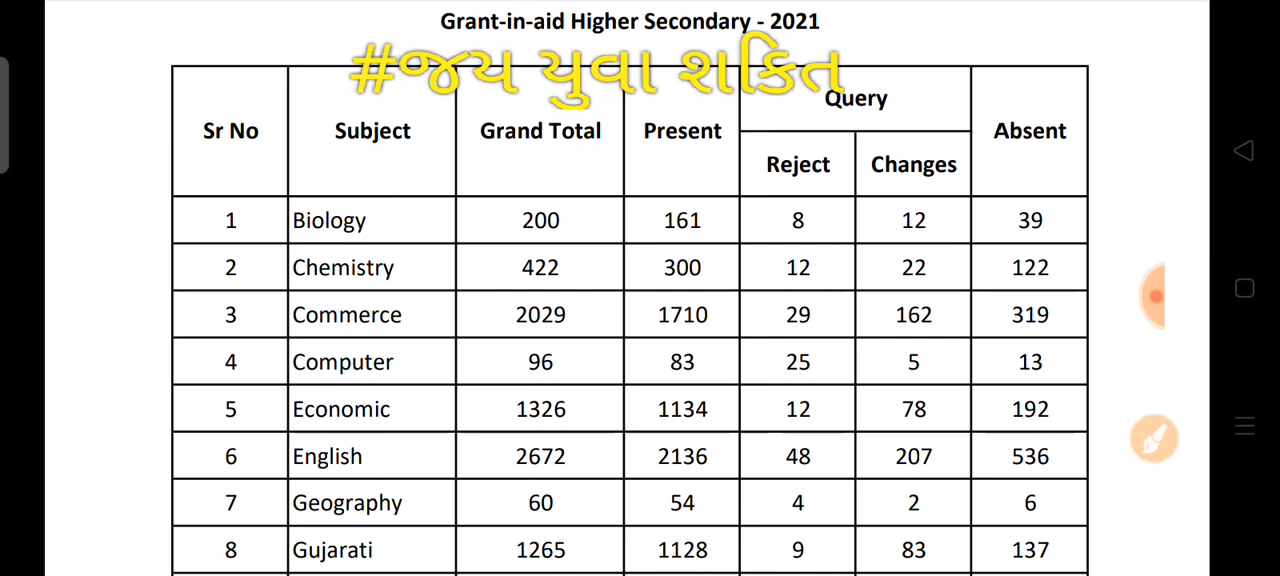 Grant-in-aid Higher Secondary - 2021
#જય યુવા શક્તિ
Sr No Subject Grand Total Present Query Absent
Reject Changes
1 Biology 200 161 8 12 39
2 Chemistry 422 300 12 22 122
3 Commerce 2029 1710 29 162 319
4 Computer 96 83 25 5 13
5 Economic 1326 1134 12 78 192
6 English 2672 2136 48 207 536
7 Geography 60 54 4 2 6
8 Gujarati 1265 1128 9 83 137